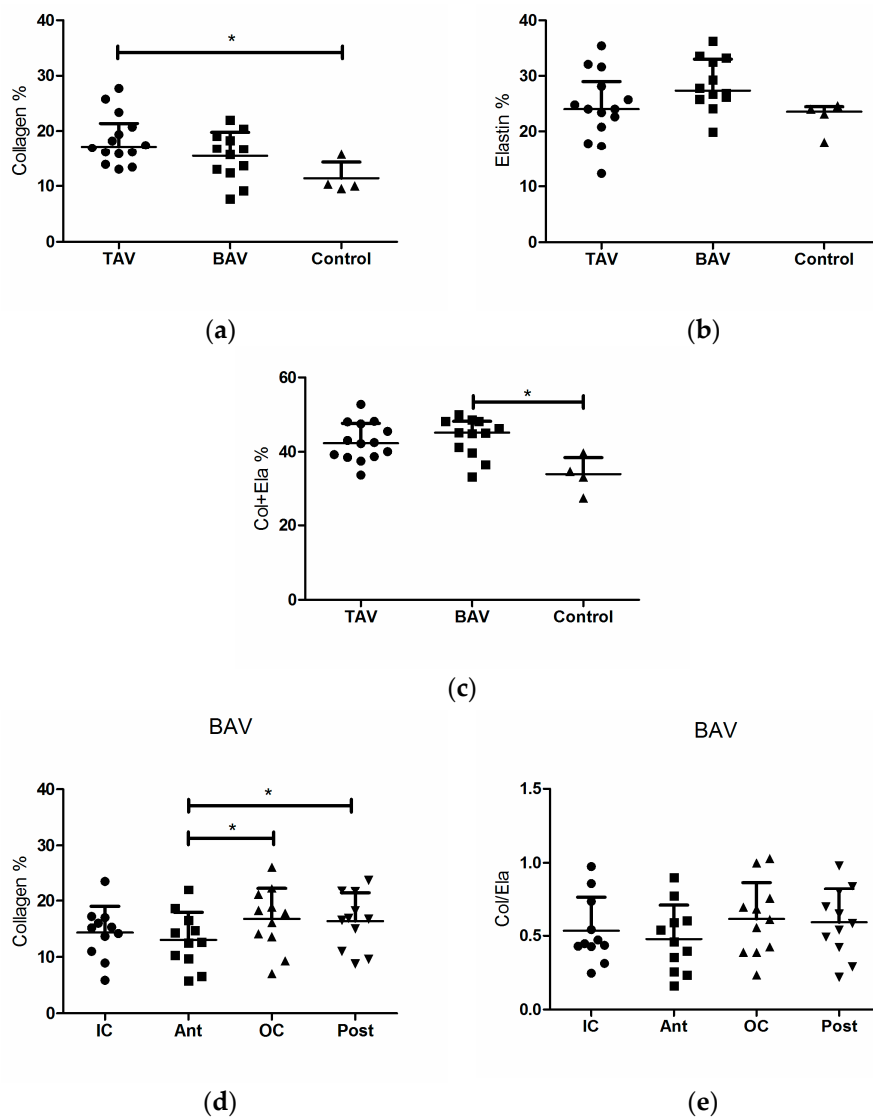 40
30
20
10
0
Collagen %
*
TAV
BAV
Control
(a)
40
30
20
10
0
Elastin %
TAV
BAV
Control
(b)
60
40
20
0
Col+Ela %
*
TAV
BAV
Control
(c)
BAV
40
30
20
10
0
Collagen %
*
*
IC
Ant
OC
Post
(d)
BAV
1.5
1.0
0.5
0.0
Col/Ela
IC
Ant
OC
Post
(e)